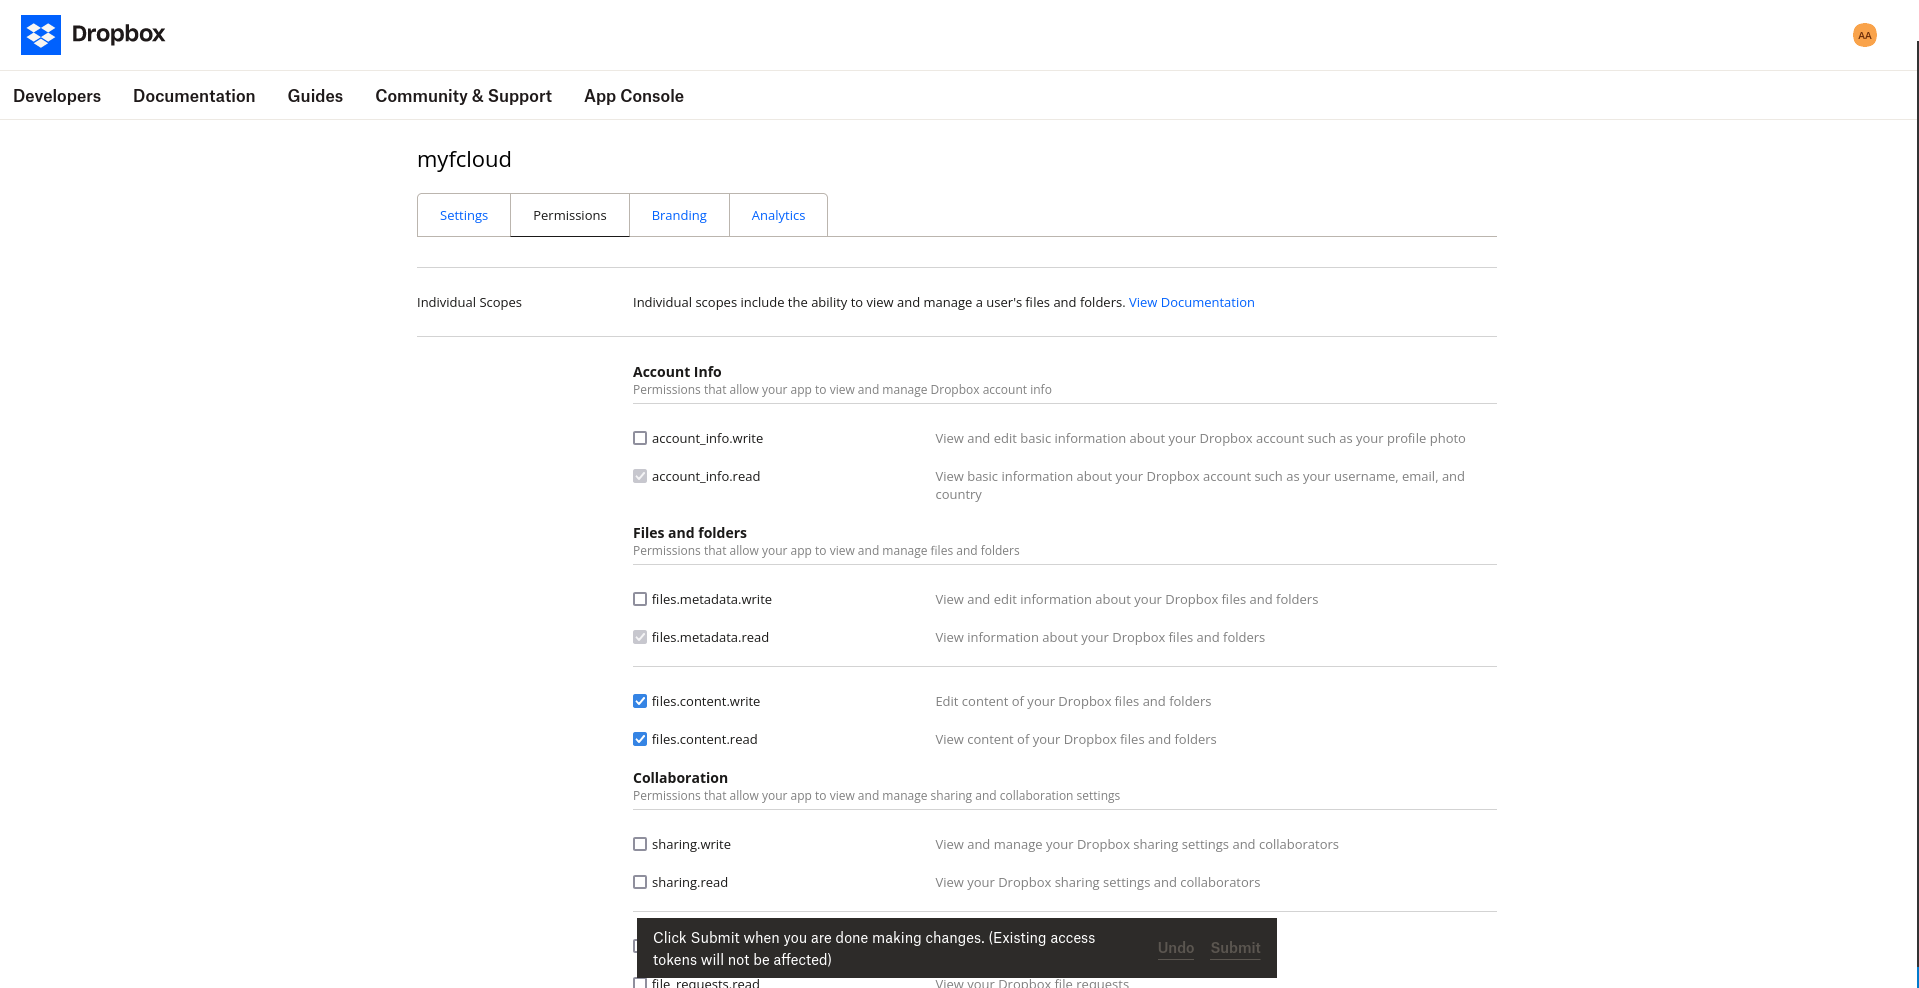 Dropbox
AA
Developers Documentation Guides Community & Support App Console
myfcloud
Settings Permissions Branding Analytics
Individual Scopes Individual scopes include the ability to view and manage a user's files and folders. View Documentation
Account Info
Permissions that allow your app to view and manage Dropbox account info
account_info.write View and edit basic information about your Dropbox account such as your profile photo
account_info.read View basic information about your Dropbox account such as your username, email, and
country
Files and folders
Permissions that allow your app to view and manage files and folders
files.metadata.write View and edit information about your Dropbox files and folders
files.metadata.read View information about your Dropbox files and folders
files.content.write Edit content of your Dropbox files and folders
files.content.read View content of your Dropbox files and folders
Collaboration
Permissions that allow your app to view and manage sharing and collaboration settings
sharing.write View and manage your Dropbox sharing settings and collaborators
sharing.read View your Dropbox sharing settings and collaborators
Click Submit when you are done making changes. (Existing access
tokens will not be affected)
Undo Submit
file_requests.read View your Dropbox file requests